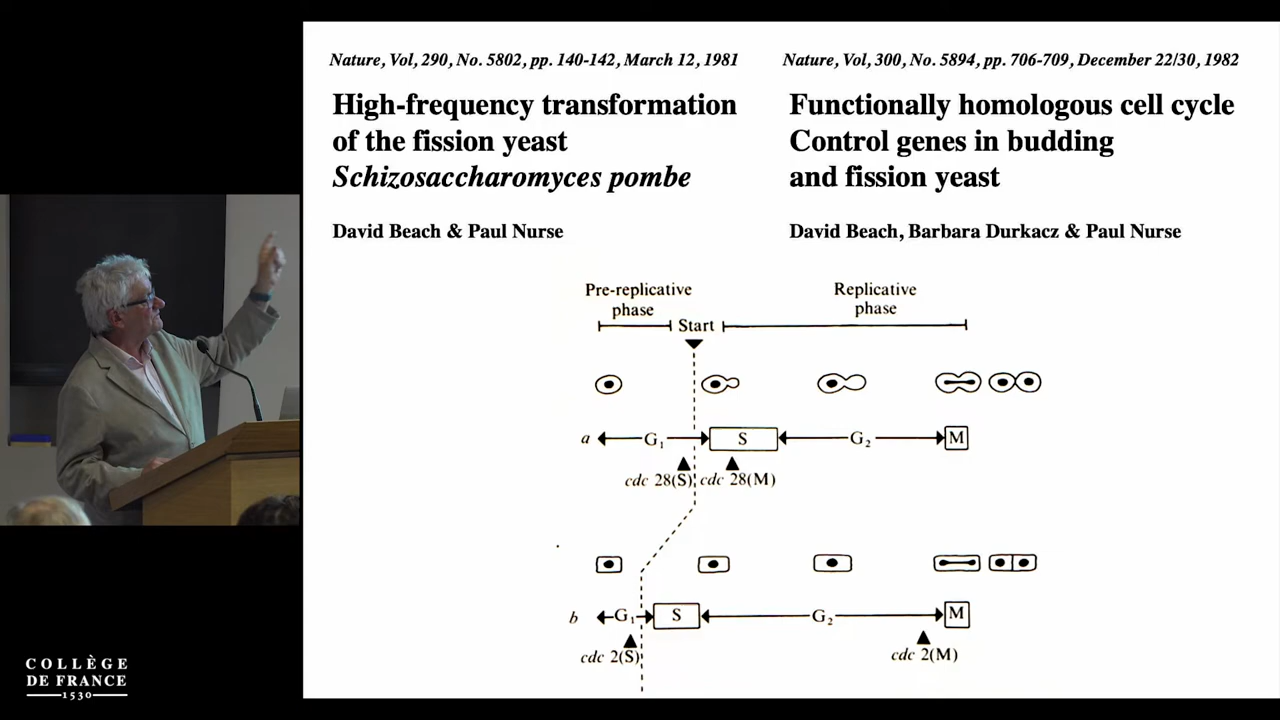 Nature, Vol, 290, No. 5802, pp. 140-142, March 12, 1981
High-frequency transformation
of the fission yeast
Schizosaccharomyces pombe
David Beach & Paul Nurse
Nature, Vol, 300, No. 5894, pp. 706-709, December 22/30, 1982
Functionally homologous cell cycle
Control genes in budding
and fission yeast
David Beach, Barbara Durkacz & Paul Nurse
Pre-replicative
phase
Start
Replicative
phase
a G₁ S G₂ M
cdc 28(S) cdc 28(M)
b G₁ S G₂ M
cdc 2(S) cdc 2(M)
COLLÈGE
DE FRANCE
1530